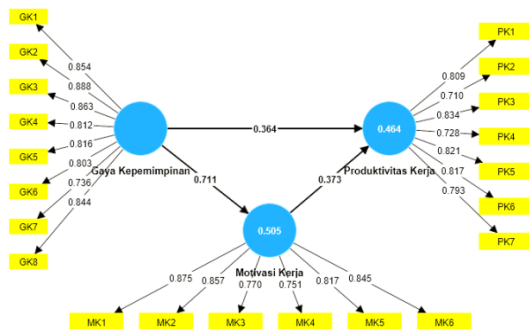 GK1
GK2
GK3
GK4
GK5
GK6
GK7
GK8
0.854
0.888
0.863
0.812
0.816
0.803
0.736
0.844
Gaya Kepemimpinan
0.364
0.711
0.373
0.464
Produktivitas Kerja
0.809
0.710
0.834
0.728
0.821
0.817
0.793
PK1
PK2
PK3
PK4
PK5
PK6
PK7
0.505
Motivasi Kerja
0.875
0.857
0.770
0.751
0.817
0.845
MK1
MK2
MK3
MK4
MK5
MK6